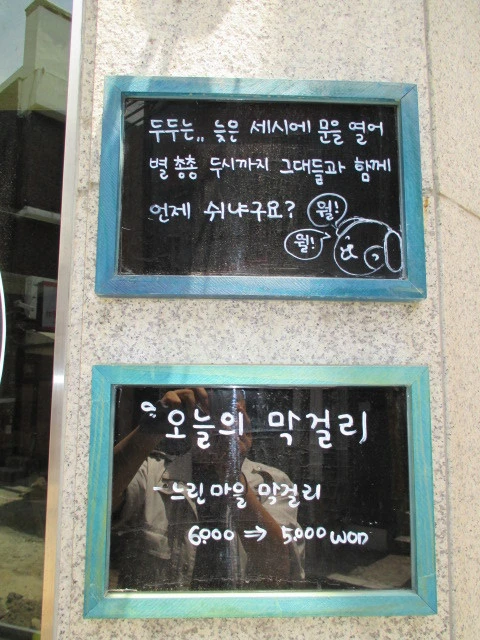 두두는,, 늦은 세시에 문을 열어
별 총총 두시까지 그대들과 함께
언제 쉬냐구요? 월!
월!
오늘의 막걸리
- 느린마을 막걸리
6,000 ⇒ 5,000 won